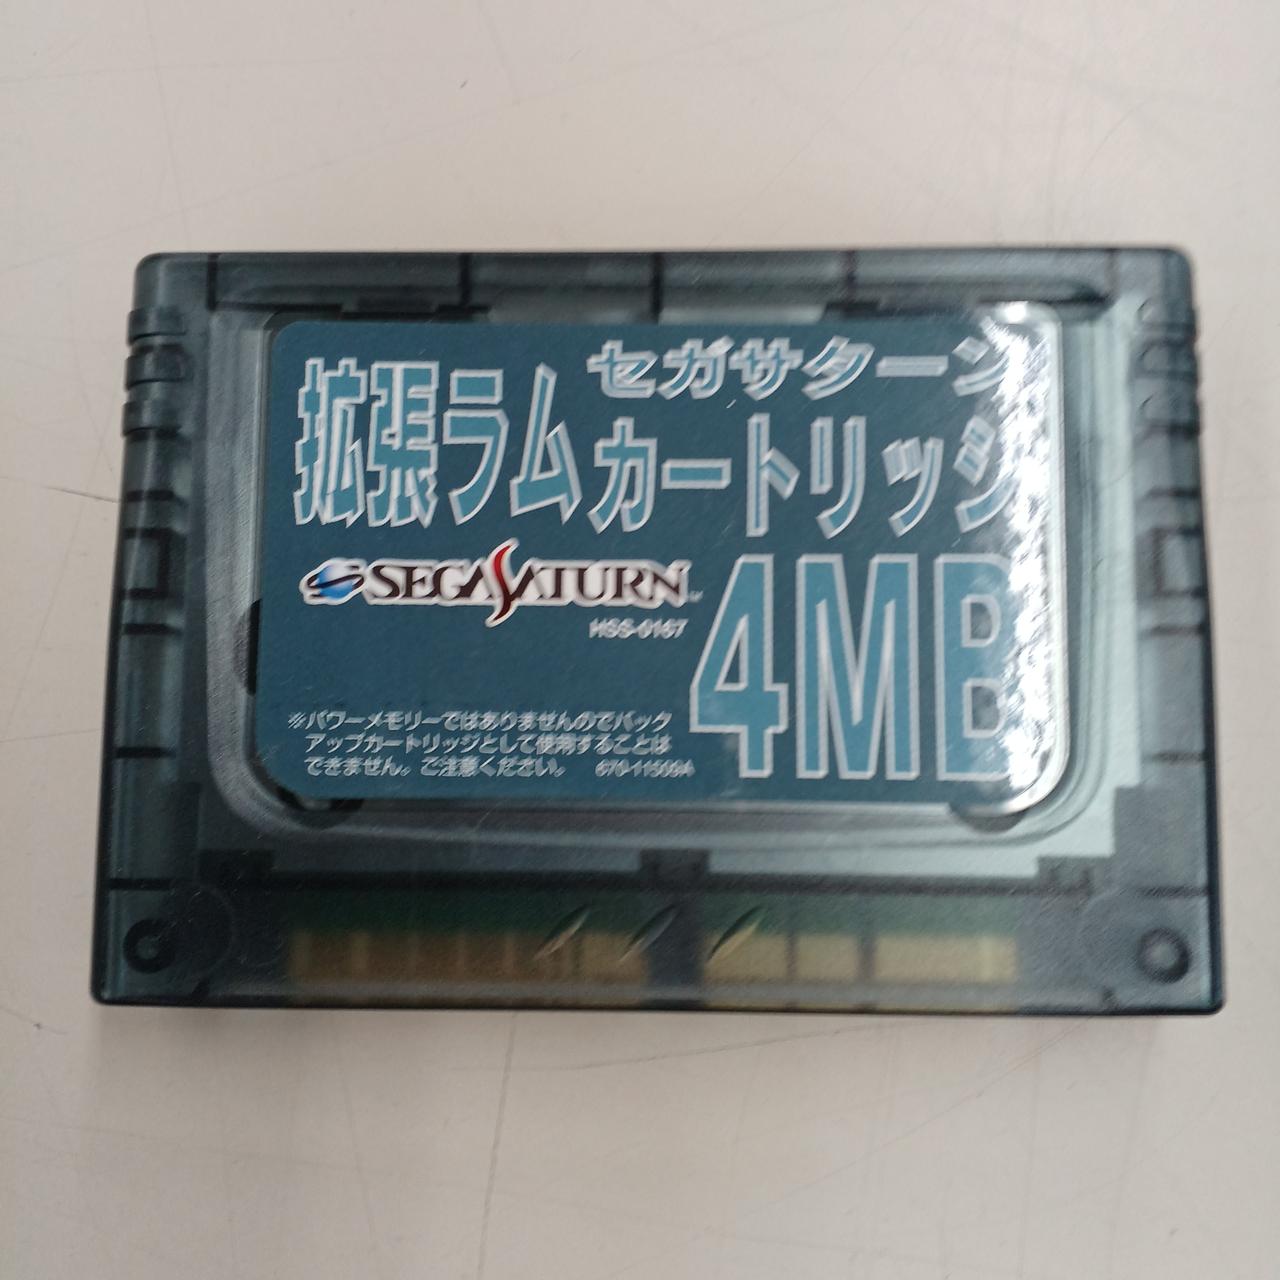 セガサターン
拡張ラムカートリッジ
SEGA SATURN
HSS-0167
4MB
※パワーメモリーではありませんのでバック
アップカートリッジとして使用することは
できません。ご注意ください。 670-11509A